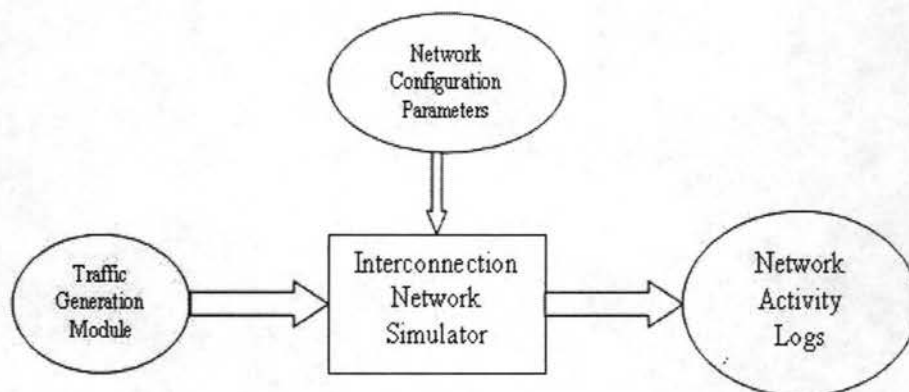 Network
Configuration
Parameters
Traffic
Generation
Module
Interconnection
Network
Simulator
Network
Activity
Logs